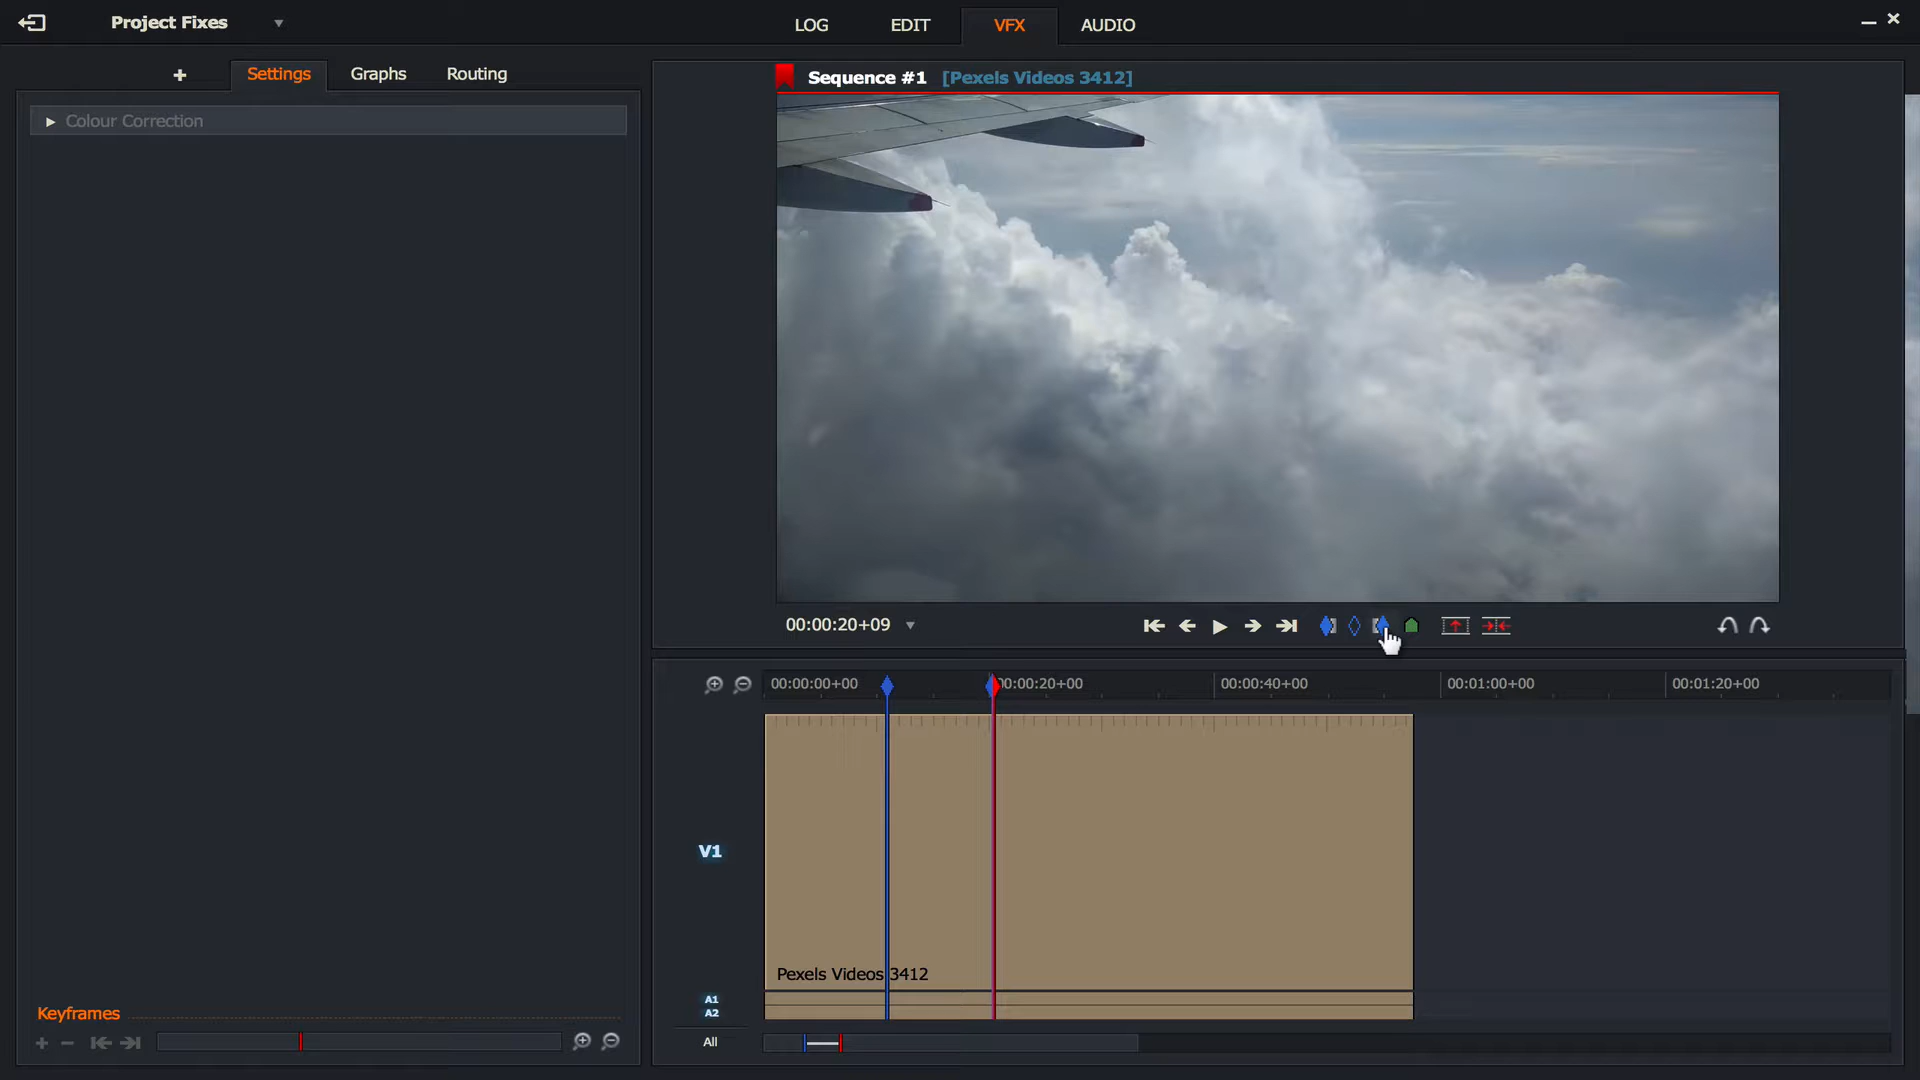 Project Fixes
LOG EDIT VFX AUDIO
Settings Graphs Routing
Colour Correction
Sequence #1 [Pexels Videos 3412]
00:00:20+09
00:00:00+00 00:00:20+00 00:00:40+00 00:01:00+00 00:01:20+00
V1
Pexels Videos 3412
A1
A2
All
Keyframes